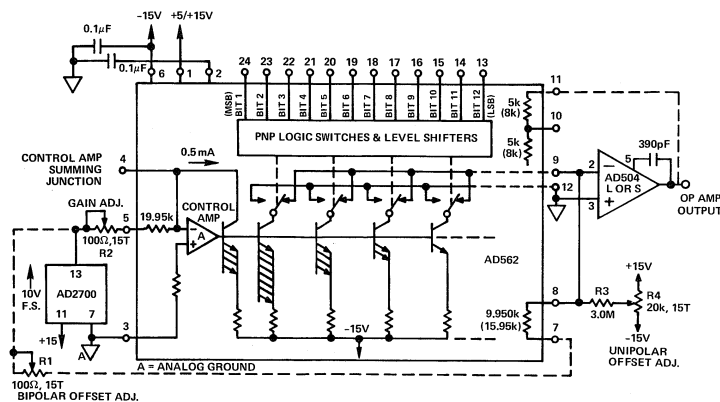 –15V
+5/+15V
0.1μF
0.1μF
6
1
2
24
23
22
21
20
19
18
17
16
15
14
13
(MSB)
BIT 1
BIT 2
BIT 3
BIT 4
BIT 5
BIT 6
BIT 7
BIT 8
BIT 9
BIT 10
BIT 11
BIT 12
(LSB)
PNP LOGIC SWITCHES & LEVEL SHIFTERS
5k
(8k)
5k
(8k)
11
10
9
12
390pF
2
5
–
AD504
L OR S
+
3
OP AMP
OUTPUT
CONTROL AMP
SUMMING
JUNCTION
4
0.5mA
GAIN ADJ.
5
19.95k
100Ω, 15T
R2
CONTROL
AMP
–
A
+
AD562
13
AD2700
11
7
10V
F.S.
+15
A
3
–15V
9.950k
(15.95k)
8
7
R3
3.0M
+15V
R4
20k, 15T
–15V
UNIPOLAR
OFFSET ADJ.
R1
100Ω, 15T
BIPOLAR OFFSET ADJ.
A = ANALOG GROUND